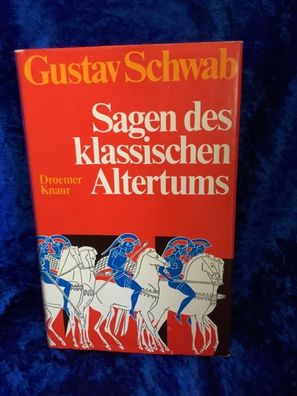 Gustav Schwab
Sagen des
klassischen
Droemer
Knaur
Altertums